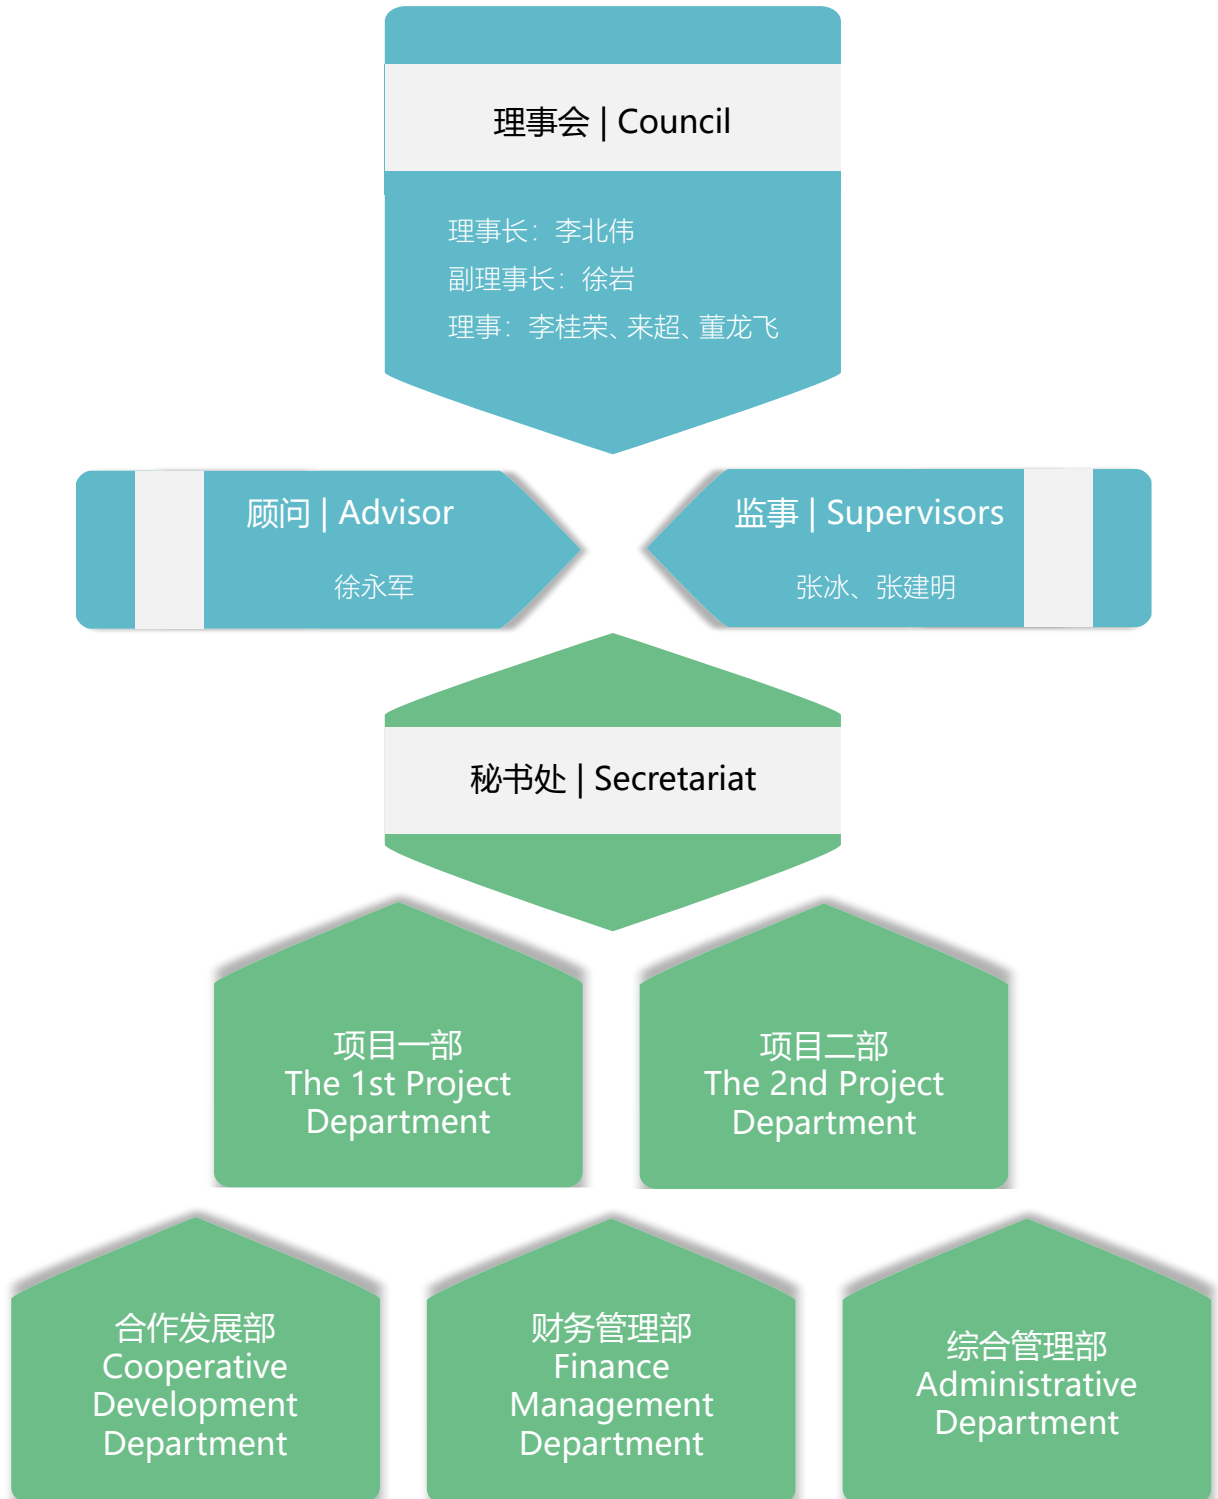 理事会 | Council
理事长：李北伟
副理事长：徐岩
理事：李桂荣、来超、董龙飞
顾问 | Advisor
徐永军
监事 | Supervisors
张冰、张建明
秘书处 | Secretariat
项目一部
The 1st Project
Department
项目二部
The 2nd Project
Department
合作发展部
Cooperative
Development
Department
财务管理部
Finance
Management
Department
综合管理部
Administrative
Department